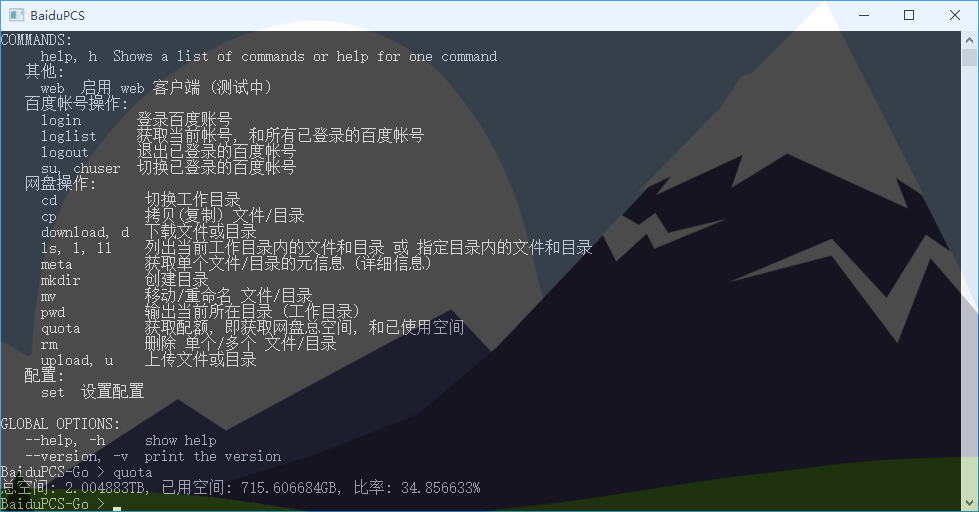 BaiduPCS
COMMANDS:
help, h  Shows a list of commands or help for one command
其他:
web  启用 web 客户端 (测试中)
百度帐号操作:
login  登录百度账号
loglist  获取当前帐号, 和所有已登录的百度帐号
logout  退出已登录的百度帐号
su, chuser  切换已登录的百度帐号
网盘操作:
cd  切换工作目录
cp  拷贝(复制) 文件/目录
download, d  下载文件或目录
ls, l, ll  列出当前工作目录内的文件和目录 或 指定目录内的文件和目录
meta  获取单个文件/目录的元信息 (详细信息)
mkdir  创建目录
mv  移动/重命名 文件/目录
pwd  输出当前所在目录 (工作目录)
quota  获取配额, 即获取网盘总空间, 和已使用空间
rm  删除 单个/多个 文件/目录
upload, u  上传文件或目录
配置:
set  设置配置
GLOBAL OPTIONS:
--help, -h  show help
--version, -v  print the version
BaiduPCS-Go > quota
总空间: 2.004883TB, 已用空间: 715.606684GB, 比率: 34.856633%
BaiduPCS-Go >